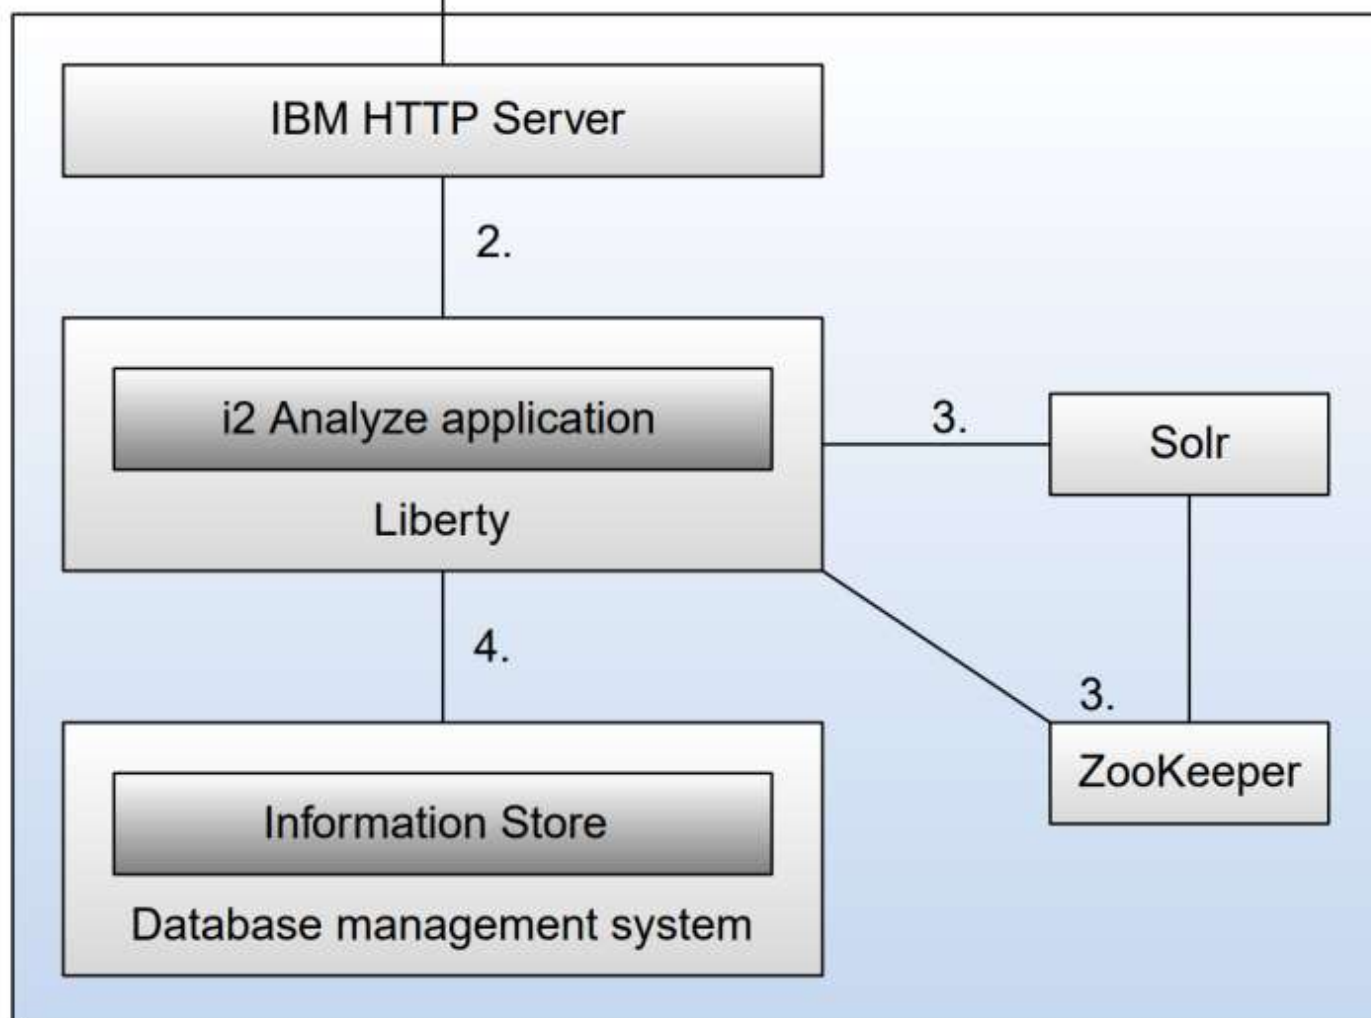 IBM HTTP Server
2.
i2 Analyze application
Liberty
3.
Solr
4.
3.
ZooKeeper
Information Store
Database management system